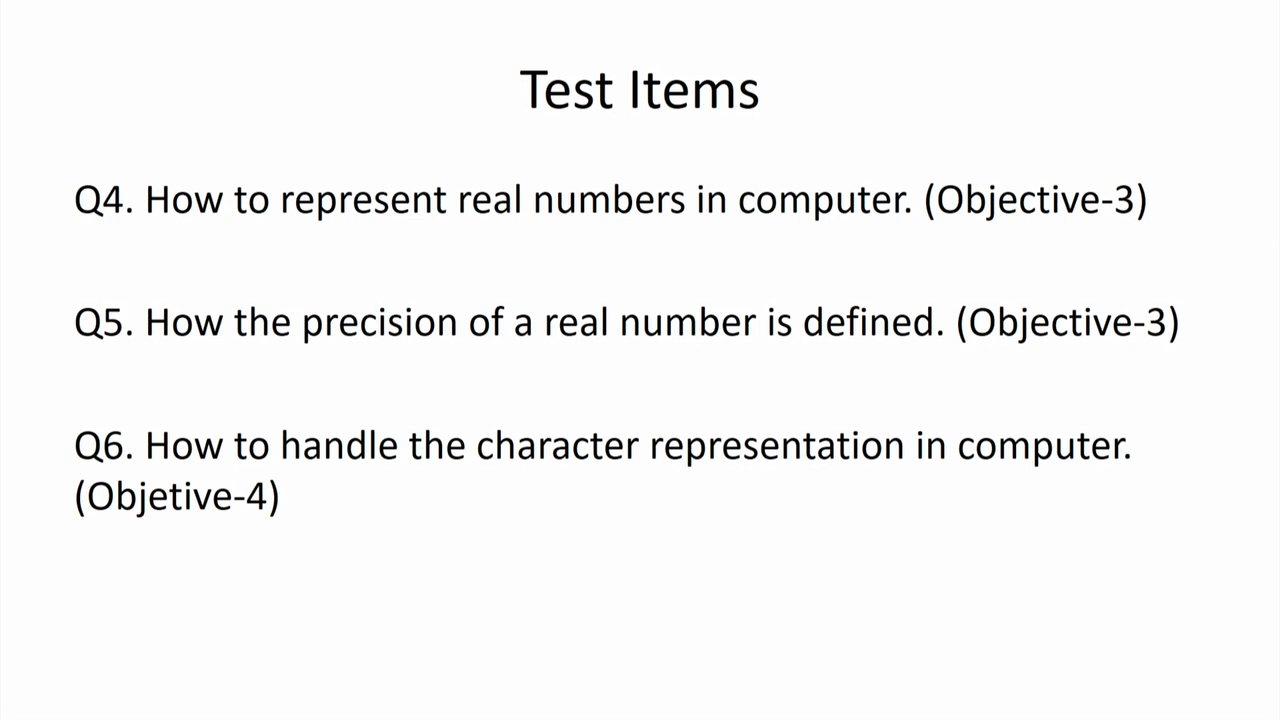 Test Items
Q4. How to represent real numbers in computer. (Objective-3)
Q5. How the precision of a real number is defined. (Objective-3)
Q6. How to handle the character representation in computer.
(Objetive-4)